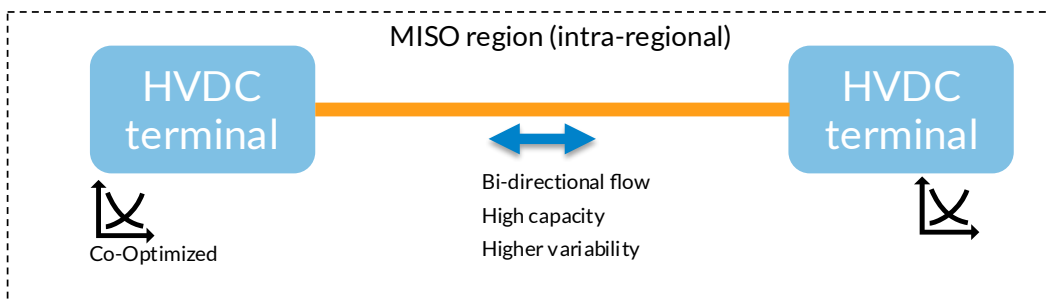 MISO region (intra-regional)
HVDC
terminal
HVDC
terminal
Bi-directional flow
High capacity
Higher variability
Co-Optimized